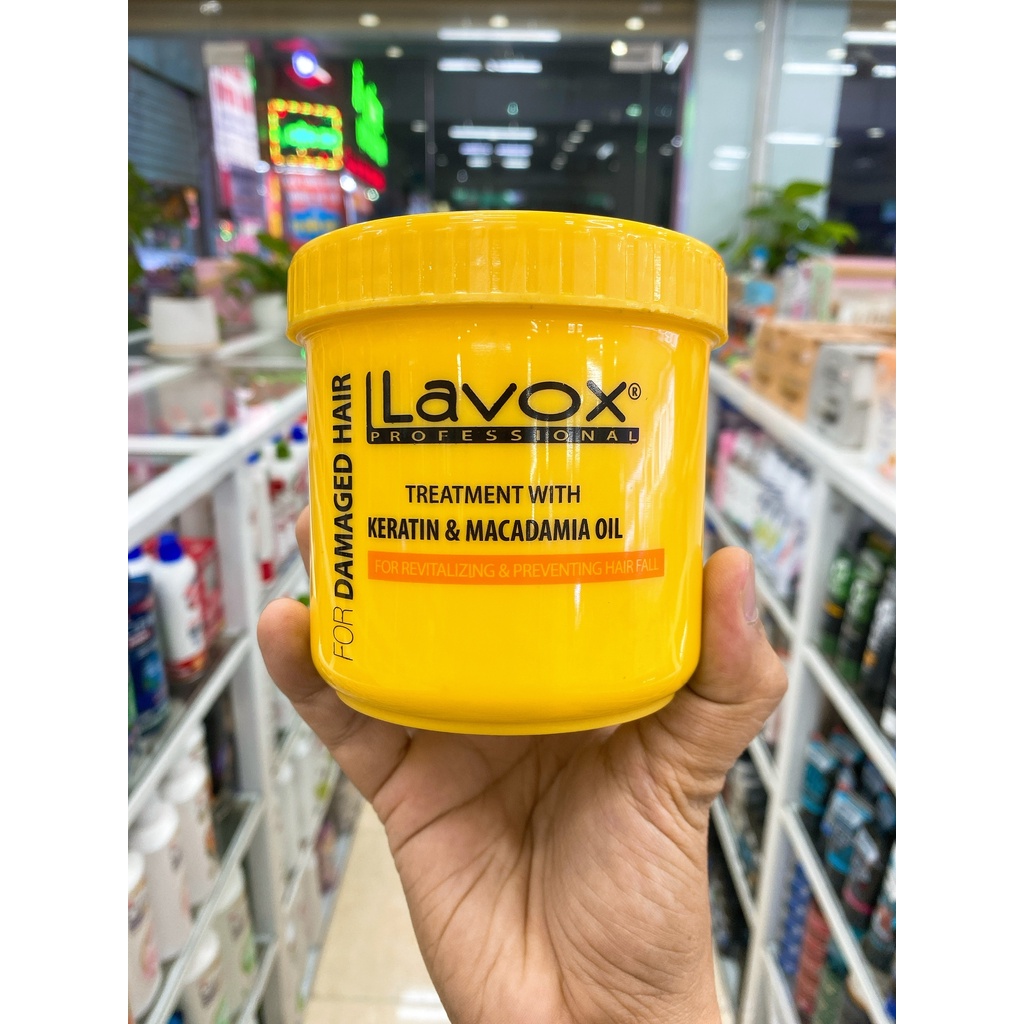 FOR DAMAGED HAIR
Lavox®
PROFESSIONAL
TREATMENT WITH
KERATIN & MACADAMIA OIL
FOR REVITALIZING & PREVENTING HAIR FALL